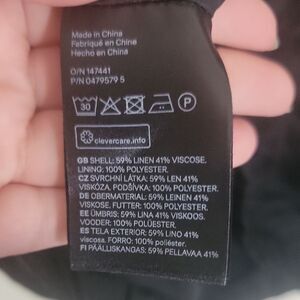 Made in China
Fabriqué en Chine
Hecho en China
O/N 147441
P/N 0479579 5
30
P
clevercare.info
GB SHELL: 59% LINEN 41% VISCOSE,
LINING: 100% POLYESTER.
CZ SVRCHNÍ LÁTKA: 59% LEN 41%
VISKÓZA, PODŠÍVKA: 100% POLYESTER.
DE OBERMATERIAL: 59% LEINEN 41%
VISKOSE, FUTTER: 100% POLYESTER.
EE ÜMBRIS: 59% LINA 41% VISKOOS.
VOODER: 100% POLÜESTER.
ES TELA EXTERIOR: 59% LINO 41%
viscosa. FORRO: 100% poliéster.
FI PÄÄLLISKANGAS: 59% PELLAVAA 41%